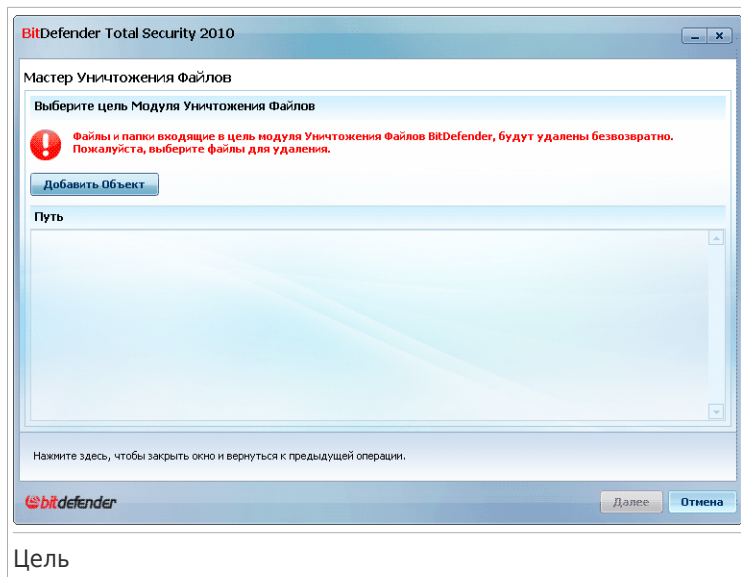 BitDefender Total Security 2010
Мастер Уничтожения Файлов
Выберите цель Модуля Уничтожения Файлов
Файлы и папки входящие в цель модуля Уничтожения Файлов BitDefender, будут удалены безвозвратно.
Пожалуйста, выберите файлы для удаления.
Добавить Объект
Путь
Нажмите здесь, чтобы закрыть окно и вернуться к предыдущей операции.
bitdefender
Далее
Отмена
Цель